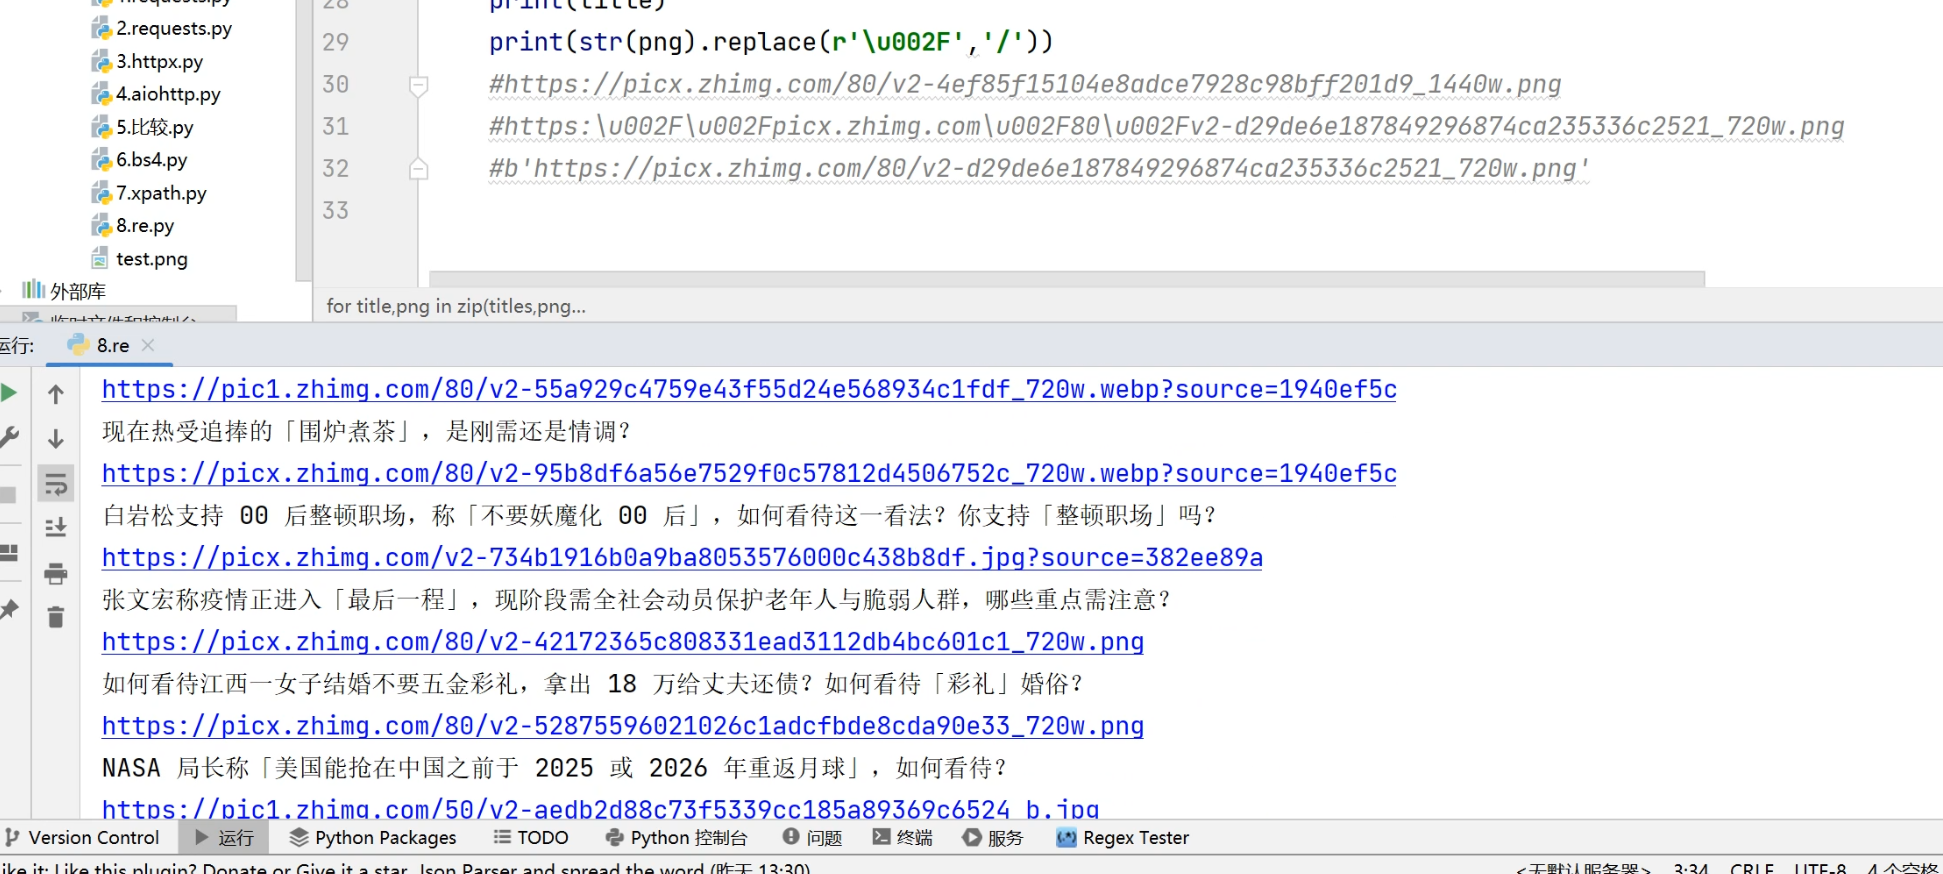 1.requests.py
2.requests.py
3.httpx.py
4.aiohttp.py
5.比较.py
6.bs4.py
7.xpath.py
8.re.py
test.png
外部库
临时文件和控制台
28 print(title)
29 print(str(png).replace(r'\u002F','/'))
30 #https://picx.zhimg.com/80/v2-4ef85f15104e8adce7928c98bff201d9_1440w.png
31 #https:\u002F\u002Fpicx.zhimg.com\u002F80\u002Fv2-d29de6e187849296874ca235336c2521_720w.png
32 #b'https://picx.zhimg.com/80/v2-d29de6e187849296874ca235336c2521_720w.png'
33
for title,png in zip(titles,png...
运行: 8.re
https://pic1.zhimg.com/80/v2-55a929c4759e43f55d24e568934c1fdf_720w.webp?source=1940ef5c
现在热受追捧的「围炉煮茶」，是刚需还是情调？
https://picx.zhimg.com/80/v2-95b8df6a56e7529f0c57812d4506752c_720w.webp?source=1940ef5c
白岩松支持 00 后整顿职场，称「不要妖魔化 00 后」，如何看待这一看法？你支持「整顿职场」吗？
https://picx.zhimg.com/v2-734b1916b0a9ba8053576000c438b8df.jpg?source=382ee89a
张文宏称疫情正进入「最后一程」，现阶段需全社会动员保护老年人与脆弱人群，哪些重点需注意？
https://picx.zhimg.com/80/v2-42172365c808331ead3112db4bc601c1_720w.png
如何看待江西一女子结婚不要五金彩礼，拿出 18 万给丈夫还债？如何看待「彩礼」婚俗？
https://picx.zhimg.com/80/v2-52875596021026c1adcfbde8cda90e33_720w.png
NASA 局长称「美国能抢在中国之前于 2025 或 2026 年重返月球」，如何看待？
https://pic1.zhimg.com/50/v2-aedb2d88c73f5339cc185a89369c6524_b.jpg
Version Control 运行 Python Packages TODO Python 控制台 问题 终端 服务 Regex Tester
ike it: Like this plugin? Donate or Give it a star Json Parser and spread the word (昨天 13:30) <无默认服务器> 3:34 CRLF UTF-8 4 个空格